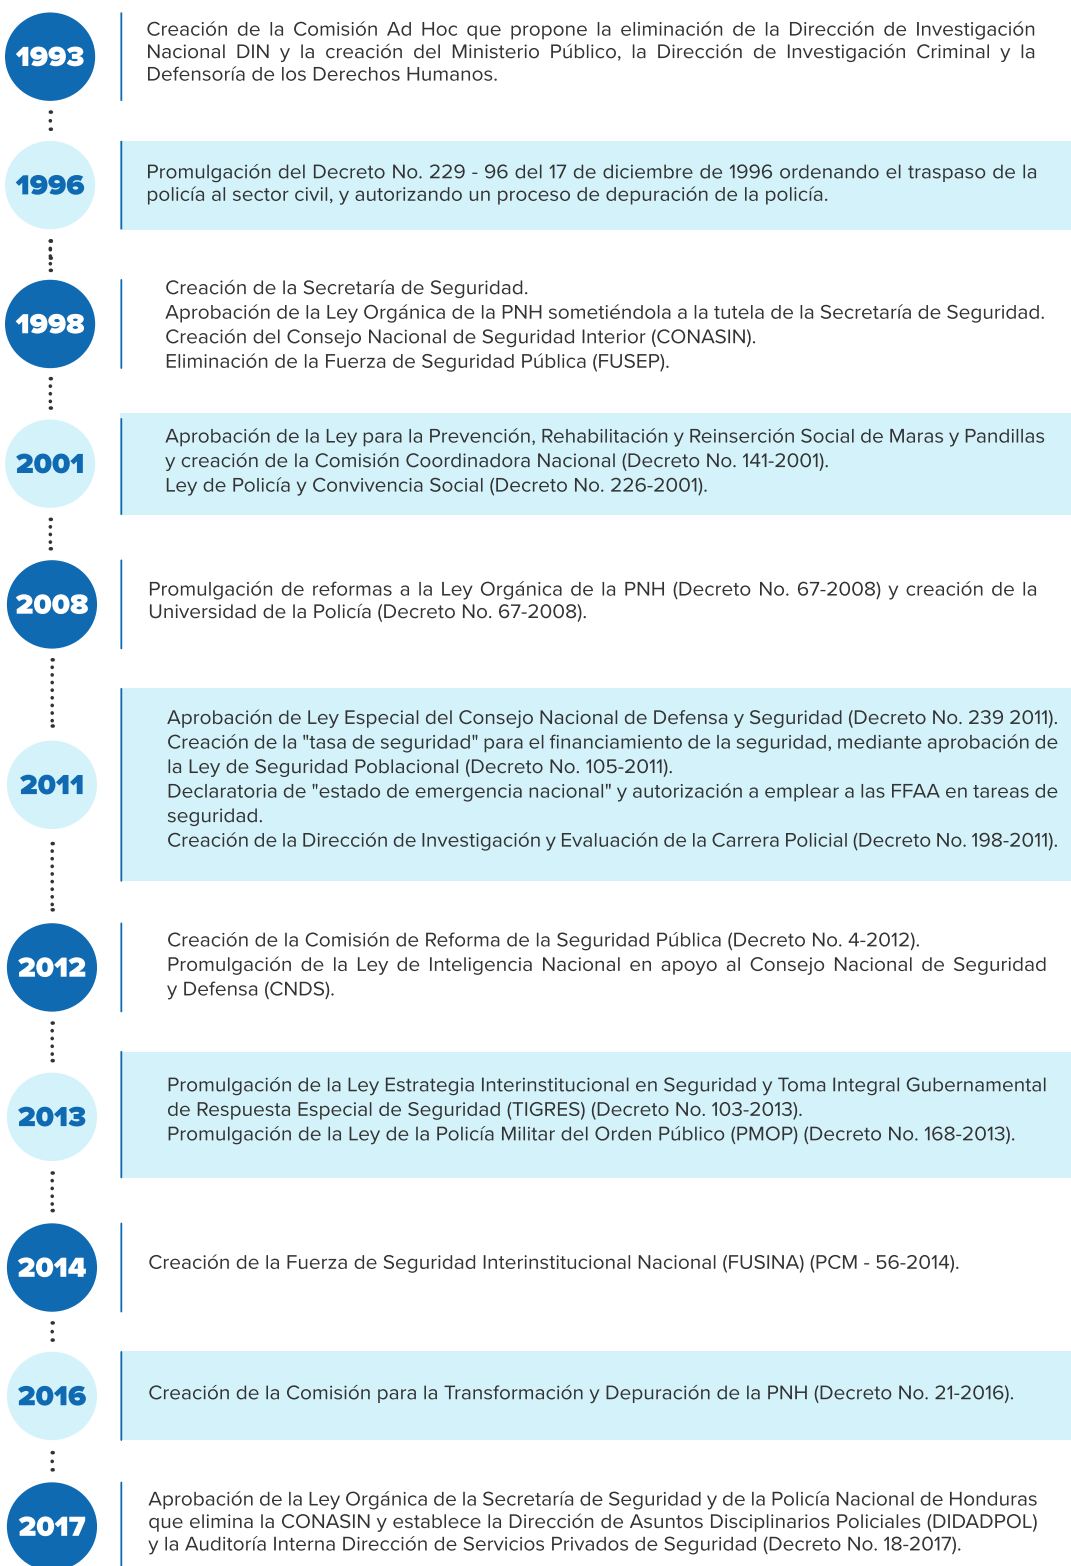 1993
Creación de la Comisión Ad Hoc que propone la eliminación de la Dirección de Investigación
Nacional DIN y la creación del Ministerio Público, la Dirección de Investigación Criminal y la
Defensoría de los Derechos Humanos.
1996
Promulgación del Decreto No. 229 - 96 del 17 de diciembre de 1996 ordenando el traspaso de la
policía al sector civil, y autorizando un proceso de depuración de la policía.
1998
Creación de la Secretaría de Seguridad.
Aprobación de la Ley Orgánica de la PNH sometiéndola a la tutela de la Secretaría de Seguridad.
Creación del Consejo Nacional de Seguridad Interior (CONASIN).
Eliminación de la Fuerza de Seguridad Pública (FUSEP).
2001
Aprobación de la Ley para la Prevención, Rehabilitación y Reinserción Social de Maras y Pandillas
y creación de la Comisión Coordinadora Nacional (Decreto No. 141-2001).
Ley de Policía y Convivencia Social (Decreto No. 226-2001).
2008
Promulgación de reformas a la Ley Orgánica de la PNH (Decreto No. 67-2008) y creación de la
Universidad de la Policía (Decreto No. 67-2008).
2011
Aprobación de Ley Especial del Consejo Nacional de Defensa y Seguridad (Decreto No. 239 2011).
Creación de la "tasa de seguridad" para el financiamiento de la seguridad, mediante aprobación de
la Ley de Seguridad Poblacional (Decreto No. 105-2011).
Declaratoria de "estado de emergencia nacional" y autorización a emplear a las FFAA en tareas de
seguridad.
Creación de la Dirección de Investigación y Evaluación de la Carrera Policial (Decreto No. 198-2011).
2012
Creación de la Comisión de Reforma de la Seguridad Pública (Decreto No. 4-2012).
Promulgación de la Ley de Inteligencia Nacional en apoyo al Consejo Nacional de Seguridad
y Defensa (CNDS).
2013
Promulgación de la Ley Estrategia Interinstitucional en Seguridad y Toma Integral Gubernamental
de Respuesta Especial de Seguridad (TIGRES) (Decreto No. 103-2013).
Promulgación de la Ley de la Policía Militar del Orden Público (PMOP) (Decreto No. 168-2013).
2014
Creación de la Fuerza de Seguridad Interinstitucional Nacional (FUSINA) (PCM - 56-2014).
2016
Creación de la Comisión para la Transformación y Depuración de la PNH (Decreto No. 21-2016).
2017
Aprobación de la Ley Orgánica de la Secretaría de Seguridad y de la Policía Nacional de Honduras
que elimina la CONASIN y establece la Dirección de Asuntos Disciplinarios Policiales (DIDADPOL)
y la Auditoría Interna Dirección de Servicios Privados de Seguridad (Decreto No. 18-2017).